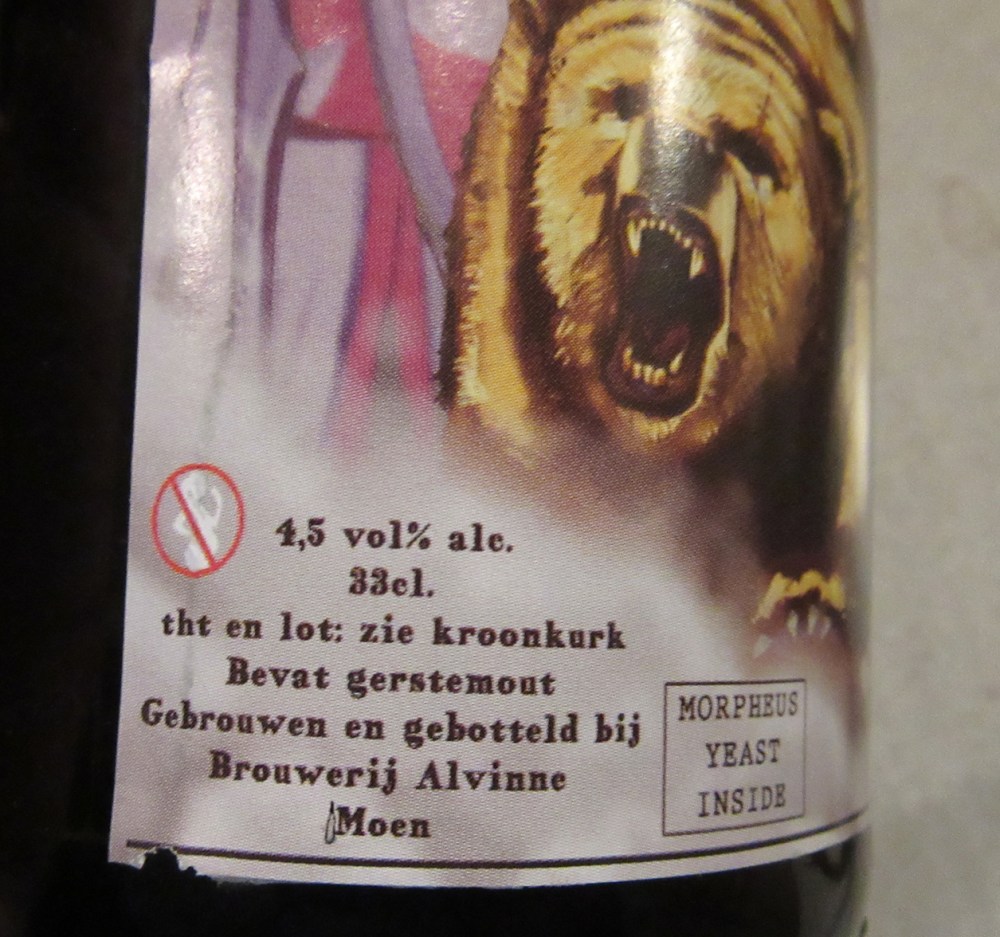 4,5 vol% alc.
33cl.
tht en lot: zie kroonkurk
Bevat gerstemout
Gebrouwen en gebotteld bij
Brouwerij Alvinne
Moen
MORPHEUS
YEAST
INSIDE